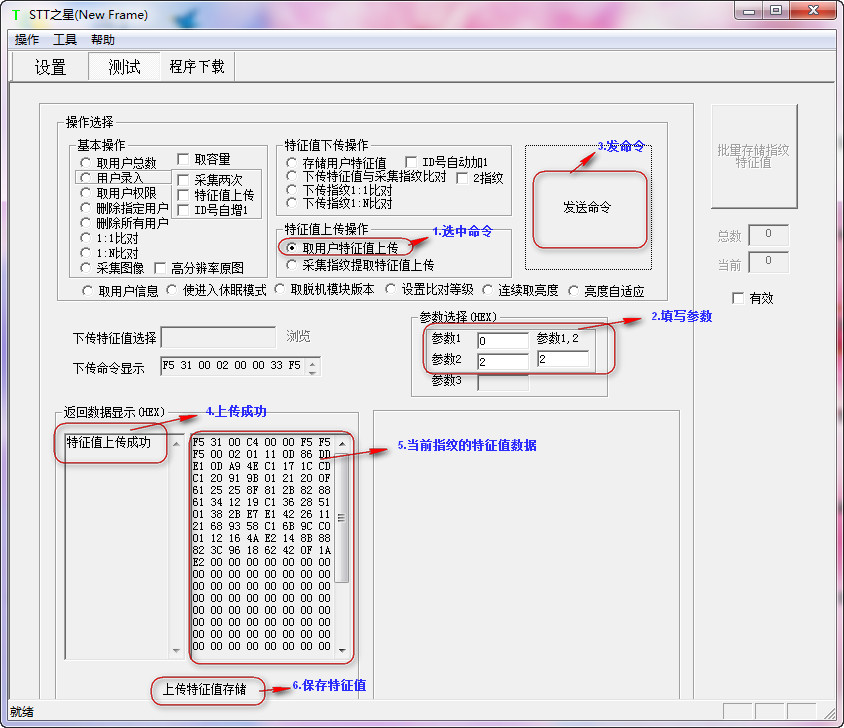 T STT之星(New Frame)
操作 工具 帮助
设置 测试 程序下载
操作选择
基本操作
取用户总数
用户录入
取用户权限
删除指定用户
删除所有用户
1:1比对
1:N比对
采集图像
取容量
采集两次
特征值上传
ID号自增1
高分辨率原图
特征值下传操作
存储用户特征值 ID号自动加1
下传特征值与采集指纹比对 2指纹
下传指纹1:1比对
下传指纹1:N比对
特征值上传操作
取用户特征值上传
采集指纹提取特征值上传
1.选中命令
3.发命令
发送命令
取用户信息 使进入休眠模式 取脱机模块版本 设置比对等级 连续取亮度 亮度自适应
批量存储指纹
特征值
总数 0
当前 0
有效
下传特征值选择 浏览
下传命令显示 F5 31 00 02 00 00 33 F5
参数选择(HEX)
参数1 0 参数1,2
参数2 2 2
参数3
2.填写参数
返回数据显示(HEX)
4.上传成功
特征值上传成功
F5 31 00 C4 00 00 F5 F5
F5 00 02 01 11 0D 86 DD
E1 0D A9 4E C1 17 1C CD
C1 20 91 9B 01 21 20 0F
61 25 25 8F 81 2B 82 88
61 34 12 19 C1 36 28 51
01 38 2B E7 E1 42 26 11
21 68 93 58 C1 6B 9C C0
01 12 16 4A E2 14 8B 88
82 3C 96 18 62 42 0F 1A
E2 00 00 00 00 00 00 00
00 00 00 00 00 00 00 00
00 00 00 00 00 00 00 00
00 00 00 00 00 00 00 00
00 00 00 00 00 00 00 00
00 00 00 00 00 00 00 00
00 00 00 00 00 00 00 00
00 00 00 00 00 00 00 00
5.当前指纹的特征值数据
上传特征值存储
6.保存特征值
就绪